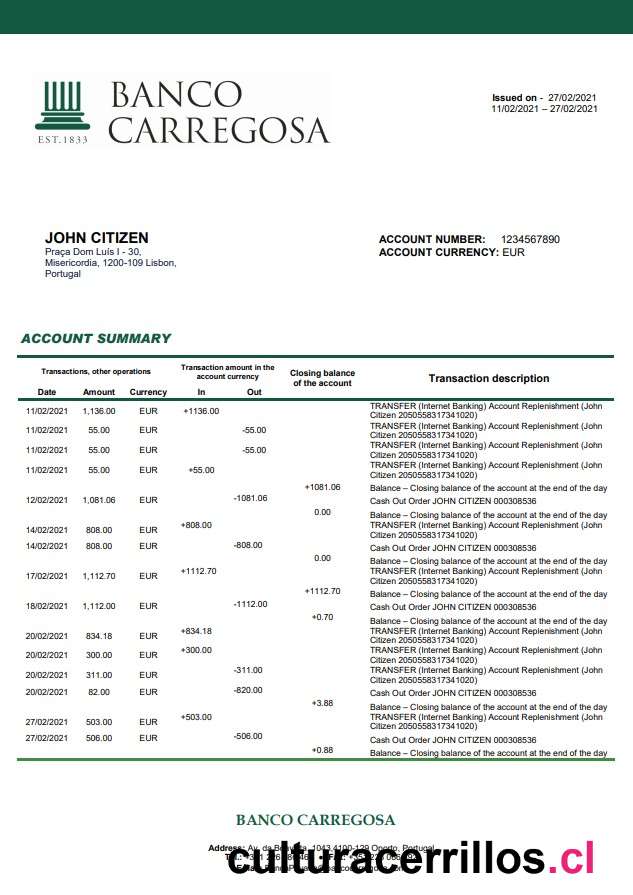 BANCO
CARREGOSA
EST.1833
Issued on - 27/02/2021
11/02/2021 – 27/02/2021
JOHN CITIZEN
Praça Dom Luís I - 30,
Misericordia, 1200-109 Lisbon,
Portugal
ACCOUNT NUMBER: 1234567890
ACCOUNT CURRENCY: EUR
ACCOUNT SUMMARY
Transactions, other operations
Transaction amount in the
account currency
Closing balance
of the account
Transaction description
Date Amount Currency In Out
11/02/2021 1,136.00 EUR +1136.00 TRANSFER (Internet Banking) Account Replenishment (John
Citizen 2050558317341020)
11/02/2021 55.00 EUR -55.00 TRANSFER (Internet Banking) Account Replenishment (John
Citizen 2050558317341020)
11/02/2021 55.00 EUR -55.00 TRANSFER (Internet Banking) Account Replenishment (John
Citizen 2050558317341020)
11/02/2021 55.00 EUR +55.00 TRANSFER (Internet Banking) Account Replenishment (John
Citizen 2050558317341020)
+1081.06 Balance – Closing balance of the account at the end of the day
12/02/2021 1,081.06 EUR -1081.06 Cash Out Order JOHN CITIZEN 000308536
0.00 Balance – Closing balance of the account at the end of the day
14/02/2021 808.00 EUR +808.00 TRANSFER (Internet Banking) Account Replenishment (John
Citizen 2050558317341020)
14/02/2021 808.00 EUR -808.00 Cash Out Order JOHN CITIZEN 000308536
0.00 Balance – Closing balance of the account at the end of the day
17/02/2021 1,112.70 EUR +1112.70 TRANSFER (Internet Banking) Account Replenishment (John
Citizen 2050558317341020)
+1112.70 Balance – Closing balance of the account at the end of the day
18/02/2021 1,112.00 EUR -1112.00 Cash Out Order JOHN CITIZEN 000308536
+0.70 Balance – Closing balance of the account at the end of the day
20/02/2021 834.18 EUR +834.18 TRANSFER (Internet Banking) Account Replenishment (John
Citizen 2050558317341020)
20/02/2021 300.00 EUR +300.00 TRANSFER (Internet Banking) Account Replenishment (John
Citizen 2050558317341020)
20/02/2021 311.00 EUR -311.00 TRANSFER (Internet Banking) Account Replenishment (John
Citizen 2050558317341020)
20/02/2021 82.00 EUR -820.00 Cash Out Order JOHN CITIZEN 000308536
+3.88 Balance – Closing balance of the account at the end of the day
27/02/2021 503.00 EUR +503.00 TRANSFER (Internet Banking) Account Replenishment (John
Citizen 2050558317341020)
27/02/2021 506.00 EUR -506.00 Cash Out Order JOHN CITIZEN 000308536
+0.88 Balance – Closing balance of the account at the end of the day
BANCO CARREGOSA
Address: Av. da Boavista, 1043 4100-129 Oporto, Portugal
culturacerrillos.cl